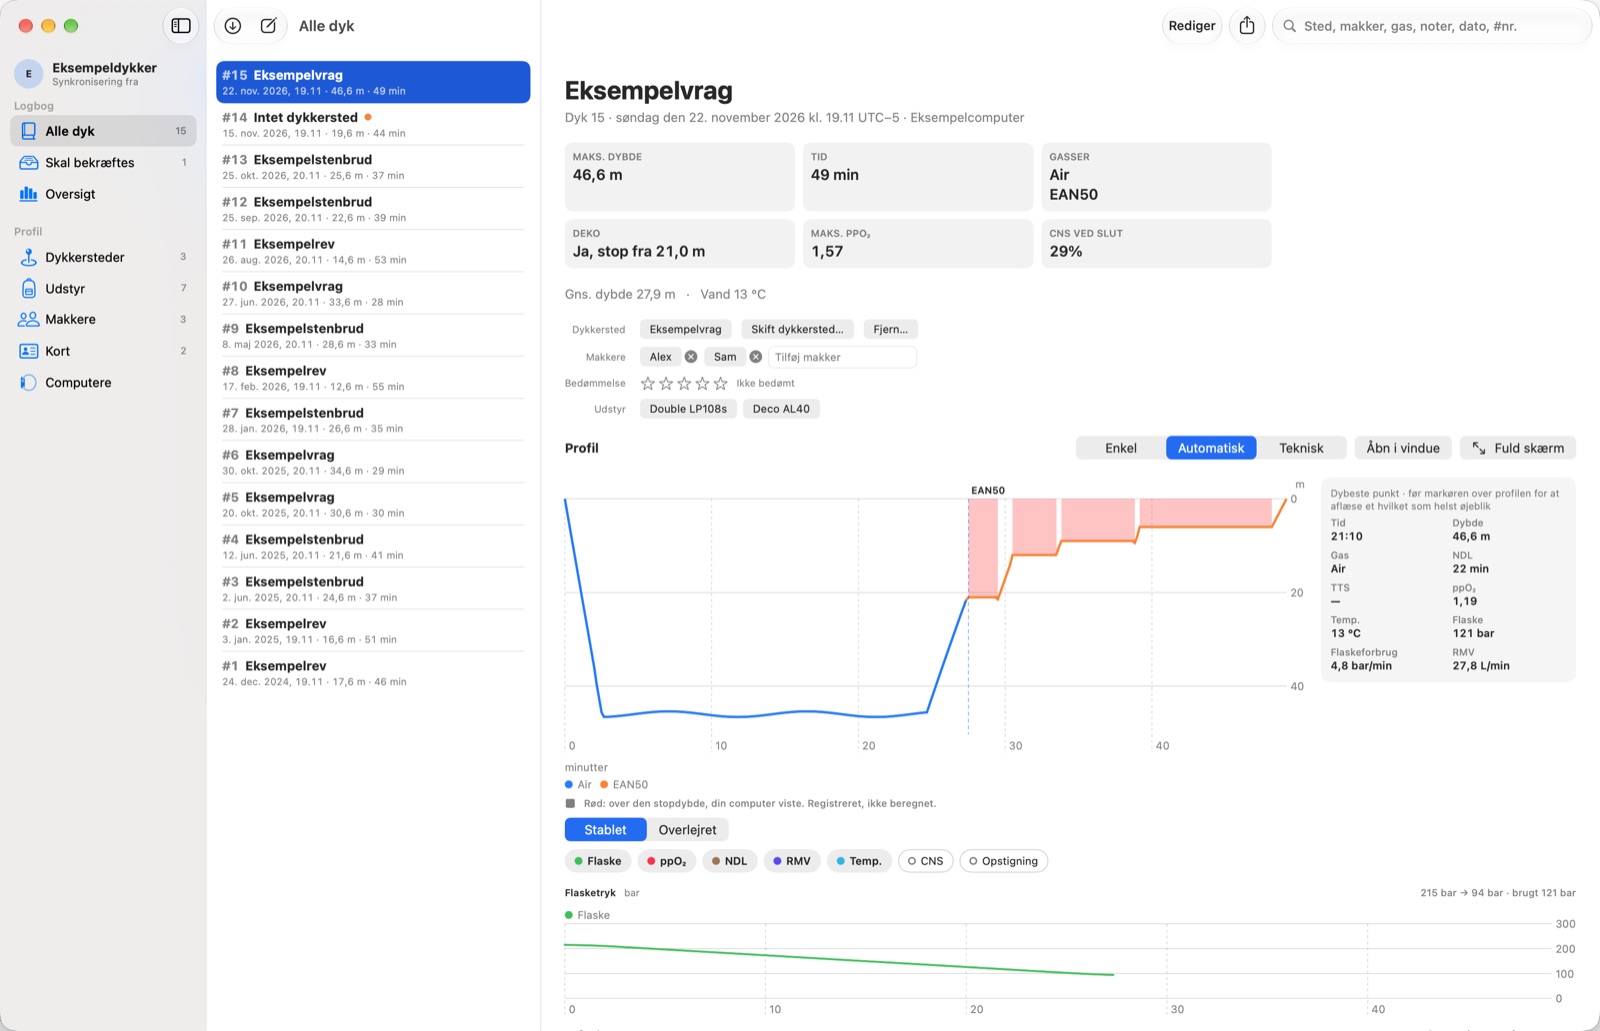 Alle dyk
Rediger
Sted, makker, gas, noter, dato, #nr.
E
Eksempeldykker
Synkronisering fra
Logbog
Alle dyk 15
Skal bekræftes 1
Oversigt
Profil
Dykkersteder 3
Udstyr 7
Makkere 3
Kort 2
Computere
#15 Eksempelvrag
22. nov. 2026, 19.11 · 46,6 m · 49 min
#14 Intet dykkersted
15. nov. 2026, 19.11 · 19,6 m · 44 min
#13 Eksempelstenbrud
25. okt. 2026, 20.11 · 25,6 m · 37 min
#12 Eksempelstenbrud
25. sep. 2026, 20.11 · 22,6 m · 39 min
#11 Eksempelrev
26. aug. 2026, 20.11 · 14,6 m · 53 min
#10 Eksempelvrag
27. jun. 2026, 20.11 · 33,6 m · 28 min
#9 Eksempelstenbrud
8. maj 2026, 20.11 · 28,6 m · 33 min
#8 Eksempelrev
17. feb. 2026, 19.11 · 12,6 m · 55 min
#7 Eksempelstenbrud
28. jan. 2026, 19.11 · 26,6 m · 35 min
#6 Eksempelvrag
30. okt. 2025, 20.11 · 34,6 m · 29 min
#5 Eksempelvrag
20. okt. 2025, 20.11 · 30,6 m · 30 min
#4 Eksempelstenbrud
12. jun. 2025, 20.11 · 21,6 m · 41 min
#3 Eksempelstenbrud
2. jun. 2025, 20.11 · 24,6 m · 37 min
#2 Eksempelrev
3. jan. 2025, 19.11 · 16,6 m · 51 min
#1 Eksempelrev
24. dec. 2024, 19.11 · 17,6 m · 46 min
Eksempelvrag
Dyk 15 · søndag den 22. november 2026 kl. 19.11 UTC−5 · Eksempelcomputer
MAKS. DYBDE
46,6 m
TID
49 min
GASSER
Air
EAN50
DEKO
Ja, stop fra 21,0 m
MAKS. PPO₂
1,57
CNS VED SLUT
29%
Gns. dybde 27,9 m · Vand 13 °C
Dykkersted Eksempelvrag Skift dykkersted... Fjern...
Makkere Alex Sam Tilføj makker
Bedømmelse Ikke bedømt
Udstyr Double LP108s Deco AL40
Profil
Enkel Automatisk Teknisk Åbn i vindue Fuld skærm
EAN50
m
0
20
40
0 10 20 30 40
minutter
Air EAN50
Rød: over den stopdybde, din computer viste. Registreret, ikke beregnet.
Dybeste punkt · før markøren over profilen for at
aflæse et hvilket som helst øjeblik
Tid Dybde
21:10 46,6 m
Gas NDL
Air 22 min
TTS ppO₂
— 1,19
Temp. Flaske
13 °C 121 bar
Flaskeforbrug RMV
4,8 bar/min 27,8 L/min
Stablet Overlejret
Flaske ppO₂ NDL RMV Temp. CNS Opstigning
Flasketryk bar
215 bar → 94 bar · brugt 121 bar
Flaske
300
200
100
0
0 10 20 30 40